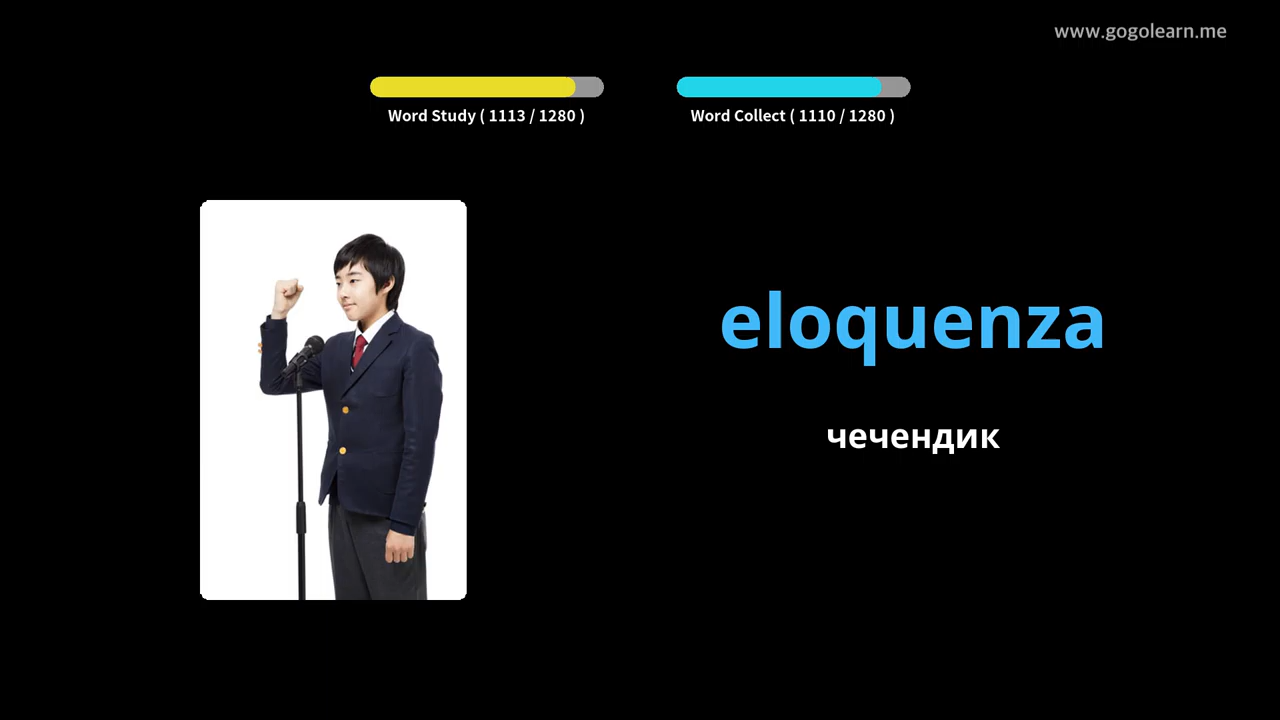 www.gogolearn.me
Word Study ( 1113 / 1280 )
Word Collect ( 1110 / 1280 )
eloquenza
чечендик